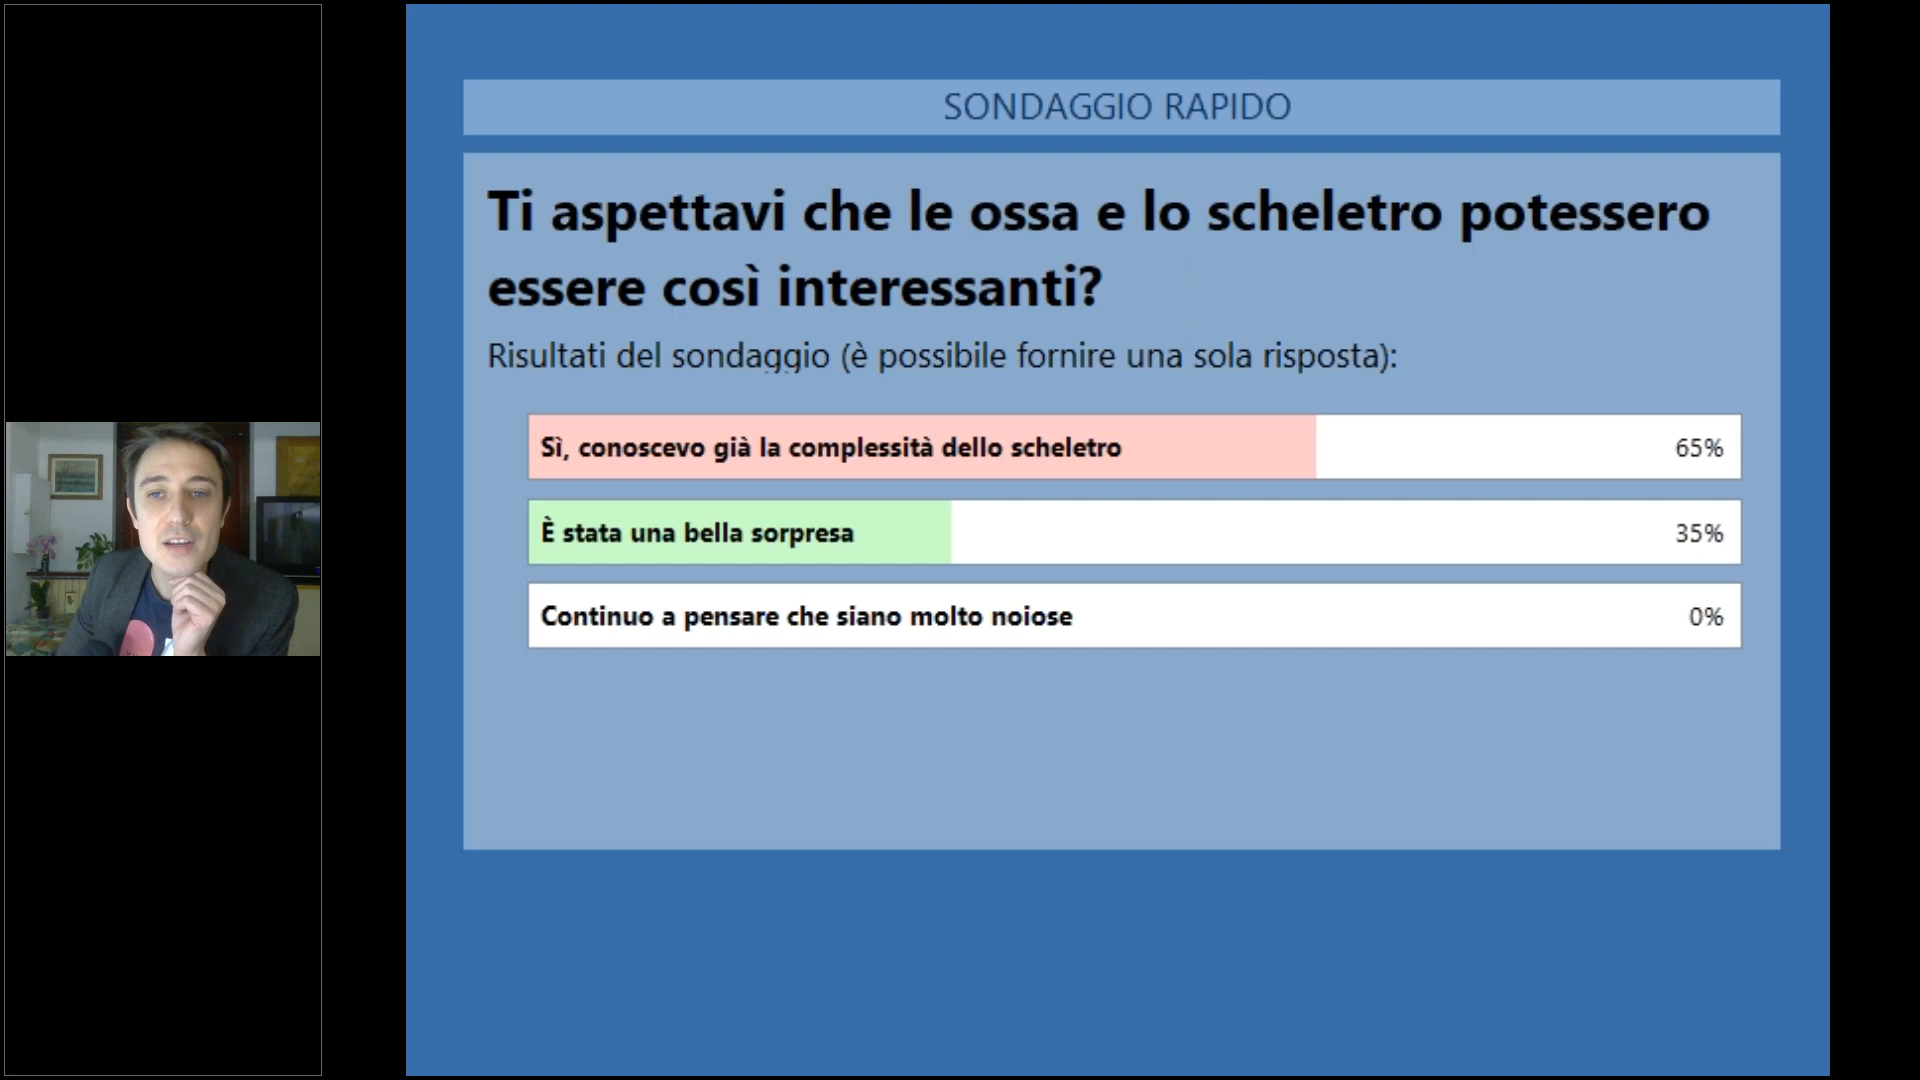 SONDAGGIO RAPIDO
Ti aspettavi che le ossa e lo scheletro potessero
essere così interessanti?
Risultati del sondaggio (è possibile fornire una sola risposta):
Sì, conoscevo già la complessità dello scheletro 65%
È stata una bella sorpresa 35%
Continuo a pensare che siano molto noiose 0%